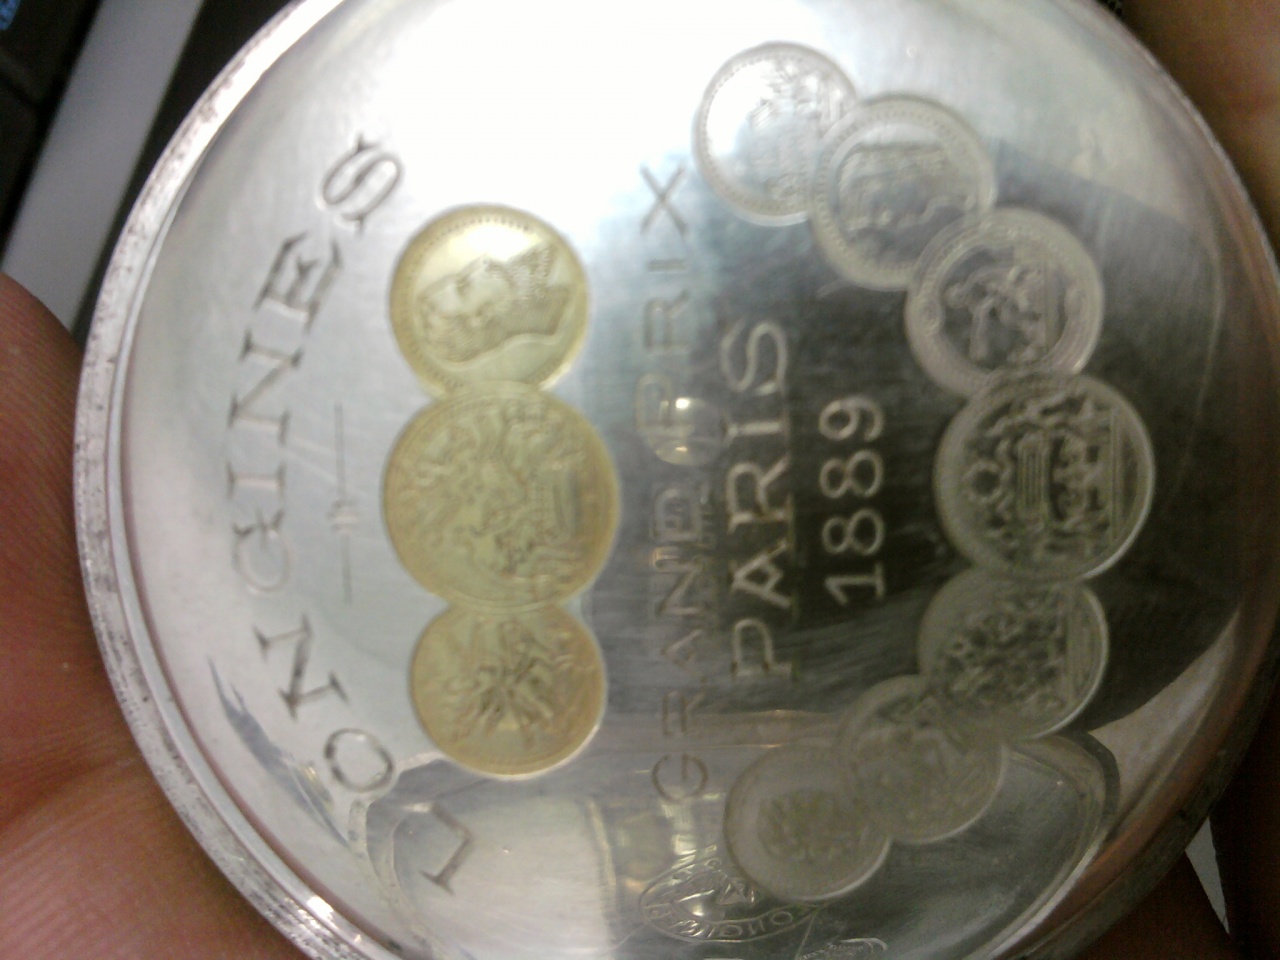 LONGINES
GRAND PRIX
PARIS
1889